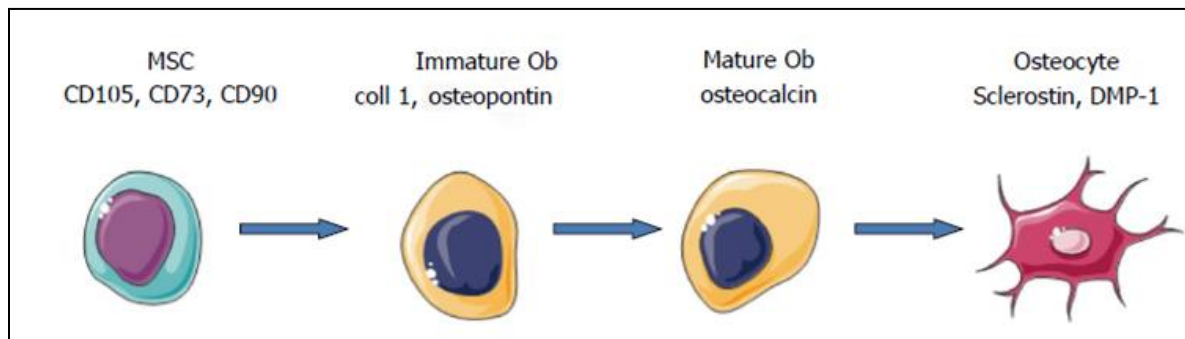 MSC
CD105, CD73, CD90
Immature Ob
coll 1, osteopontin
Mature Ob
osteocalcin
Osteocyte
Sclerostin, DMP-1